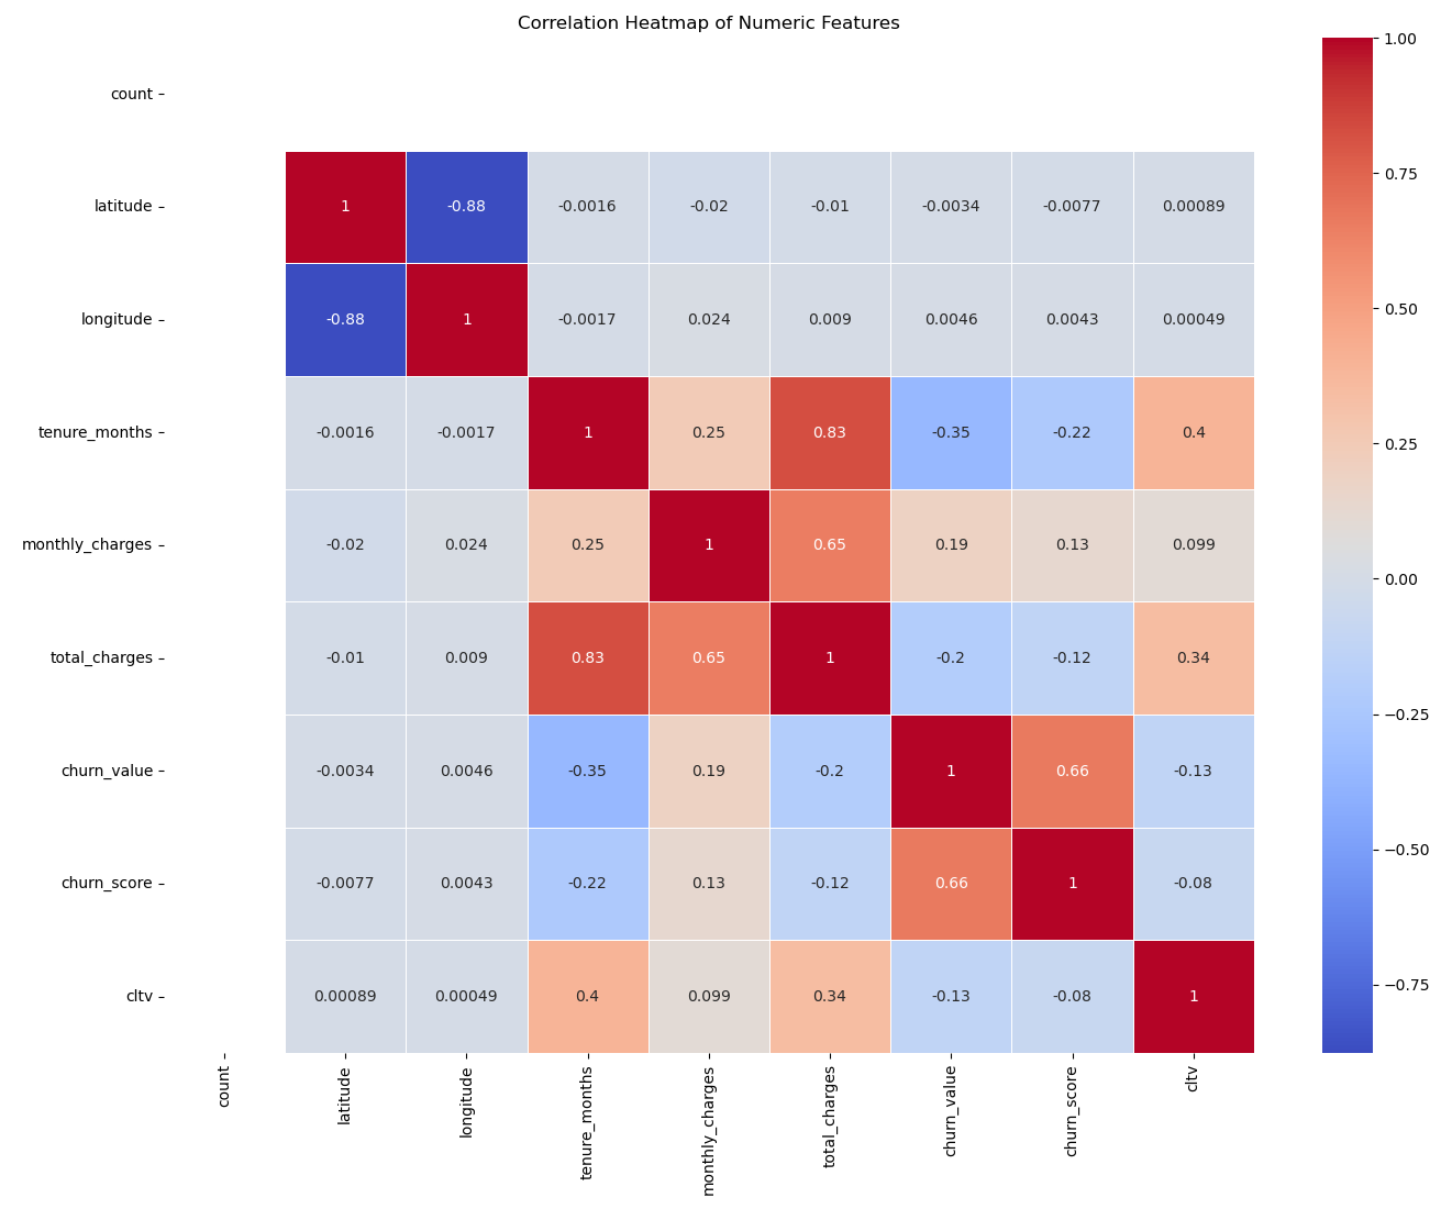 Correlation Heatmap of Numeric Features
count
latitude 1 -0.88 -0.0016 -0.02 -0.01 -0.0034 -0.0077 0.00089
longitude -0.88 1 -0.0017 0.024 0.009 0.0046 0.0043 0.00049
tenure_months -0.0016 -0.0017 1 0.25 0.83 -0.35 -0.22 0.4
monthly_charges -0.02 0.024 0.25 1 0.65 0.19 0.13 0.099
total_charges -0.01 0.009 0.83 0.65 1 -0.2 -0.12 0.34
churn_value -0.0034 0.0046 -0.35 0.19 -0.2 1 0.66 -0.13
churn_score -0.0077 0.0043 -0.22 0.13 -0.12 0.66 1 -0.08
cltv 0.00089 0.00049 0.4 0.099 0.34 -0.13 -0.08 1
count
latitude
longitude
tenure_months
monthly_charges
total_charges
churn_value
churn_score
cltv
1.00
0.75
0.50
0.25
0.00
−0.25
−0.50
−0.75